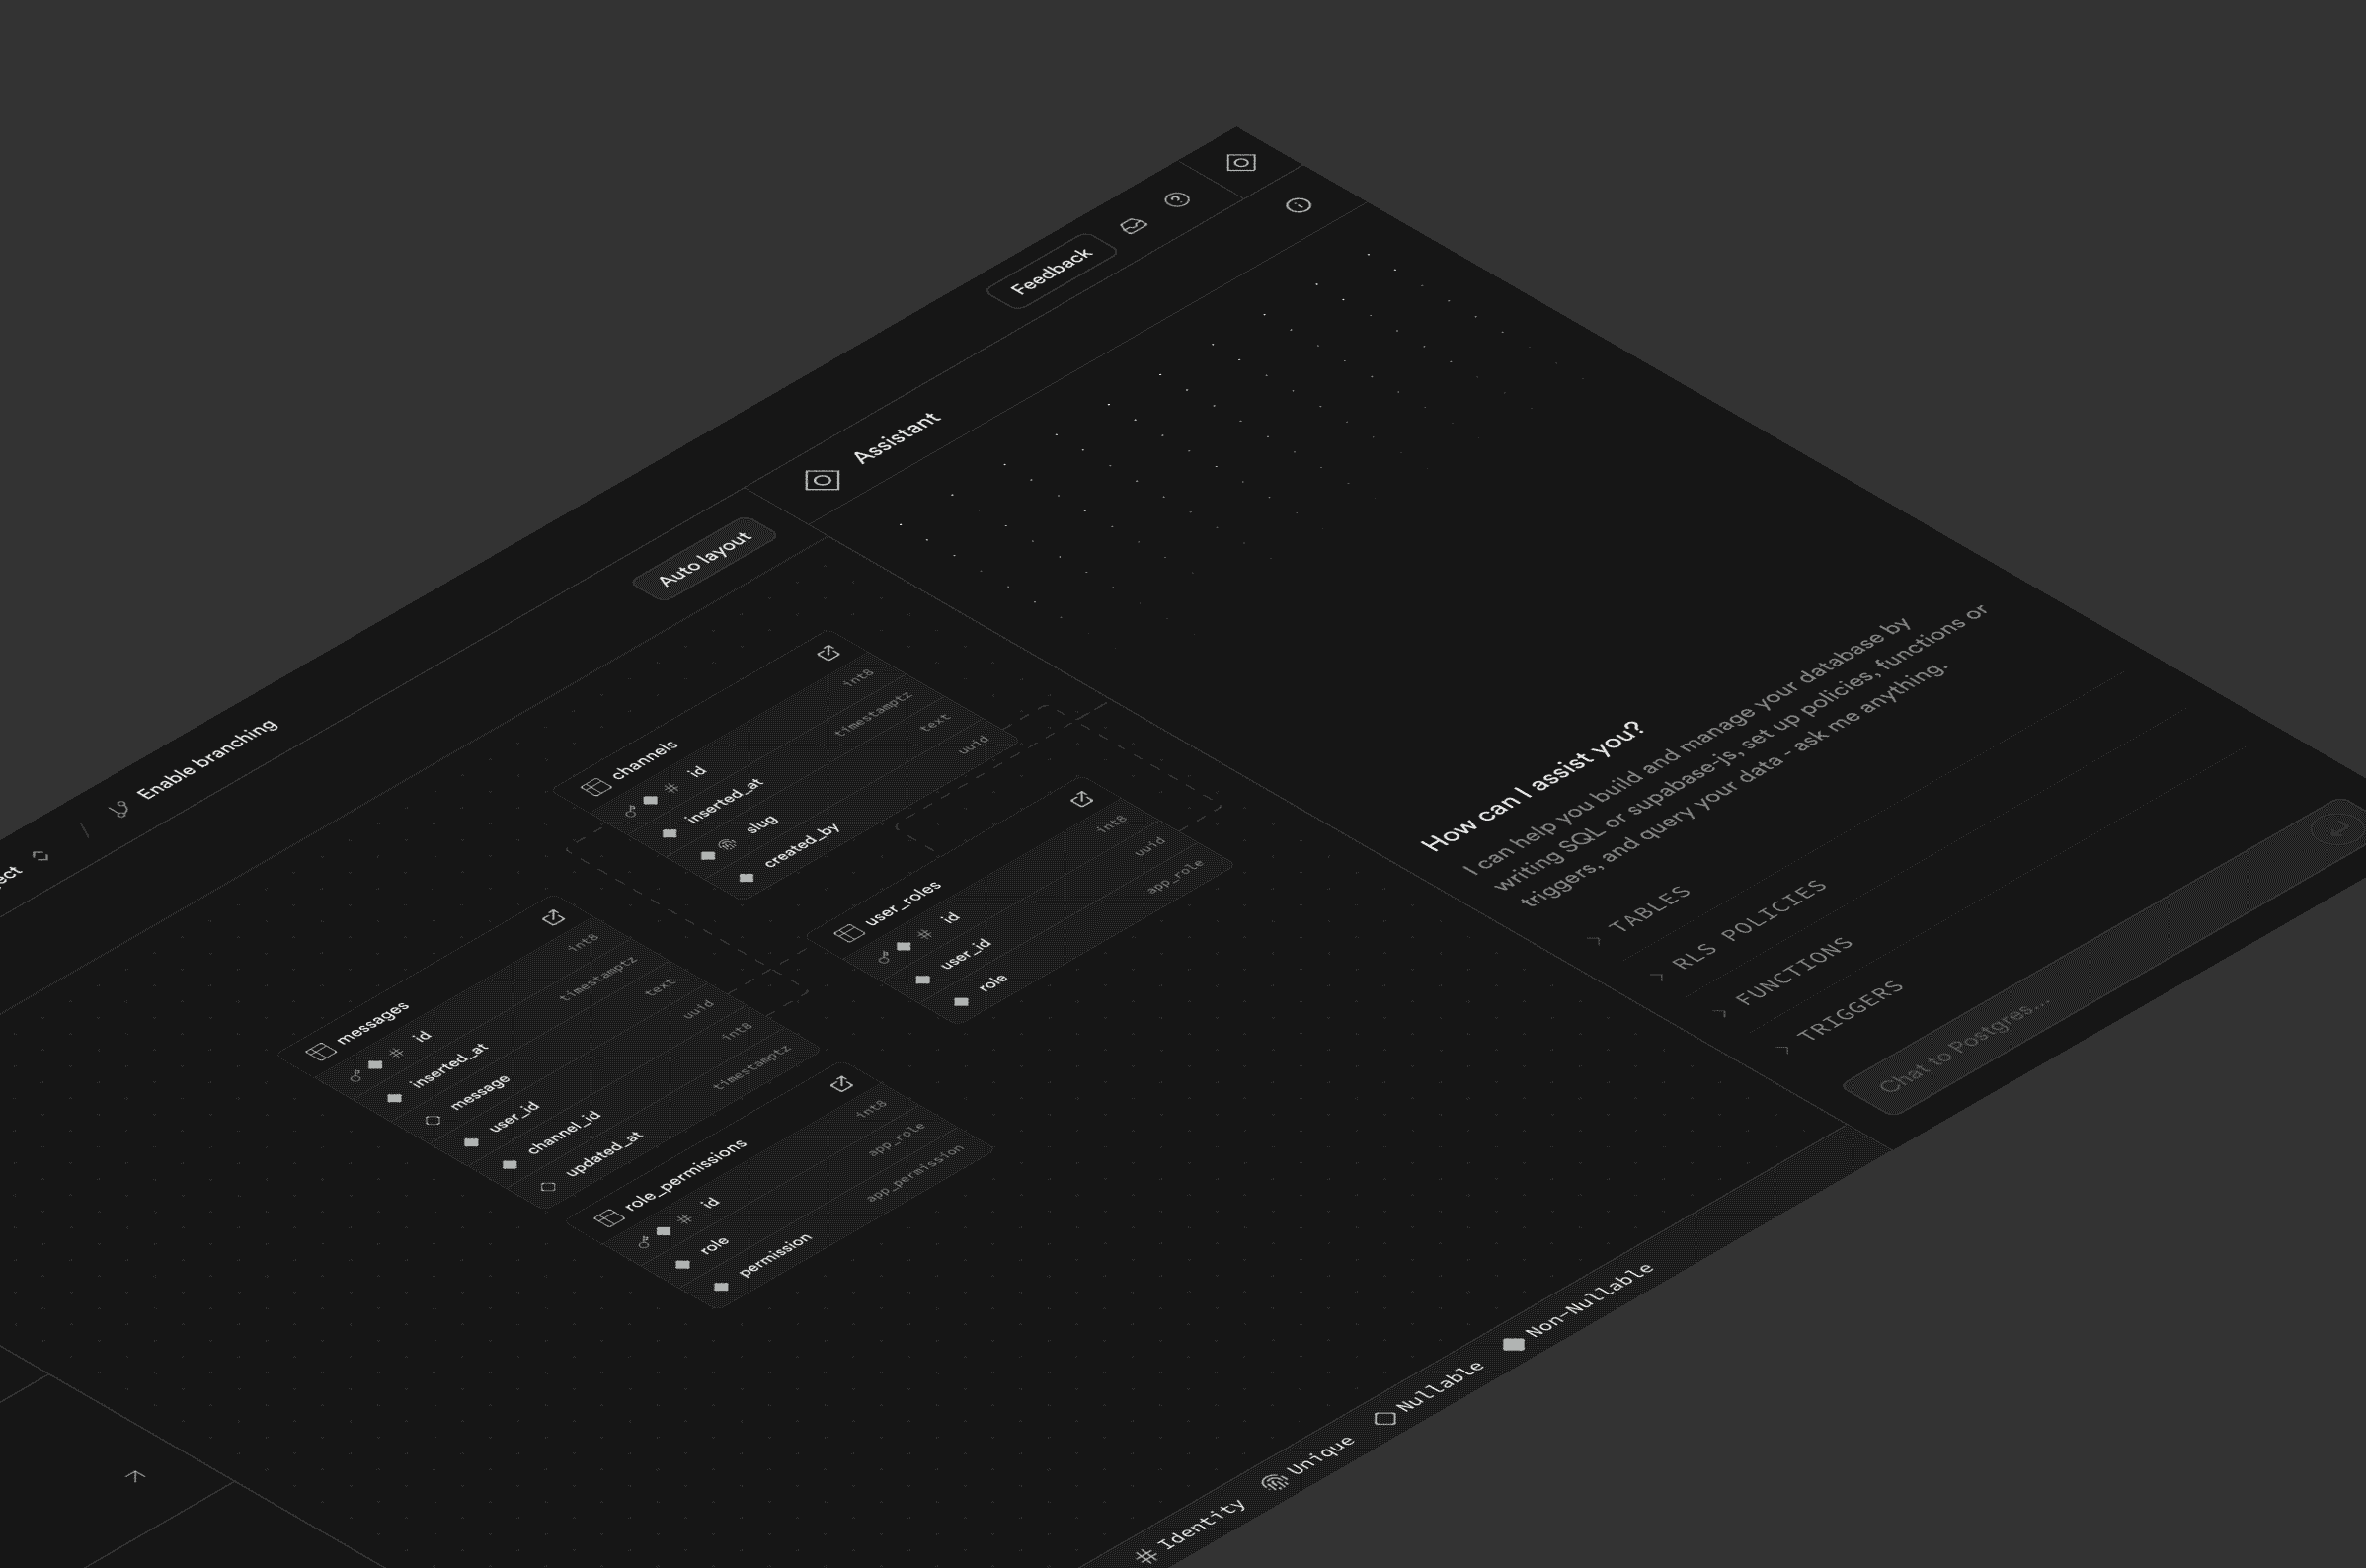 Enable branching
Feedback
Auto layout
Assistant
channels
id int8
inserted_at timestamptz
slug text
created_by uuid
user_roles
id int8
user_id uuid
role app_role
messages
id int8
inserted_at timestamptz
message text
user_id uuid
channel_id int8
updated_at timestamptz
role_permissions
id int8
role app_role
permission app_permission
How can I assist you?
I can help you build and manage your database by
writing SQL or supabase-js, set up policies, functions or
triggers, and query your data - ask me anything.
TABLES
RLS POLICIES
FUNCTIONS
TRIGGERS
Chat to Postgres...
Identity
Unique
Nullable
Non-Nullable